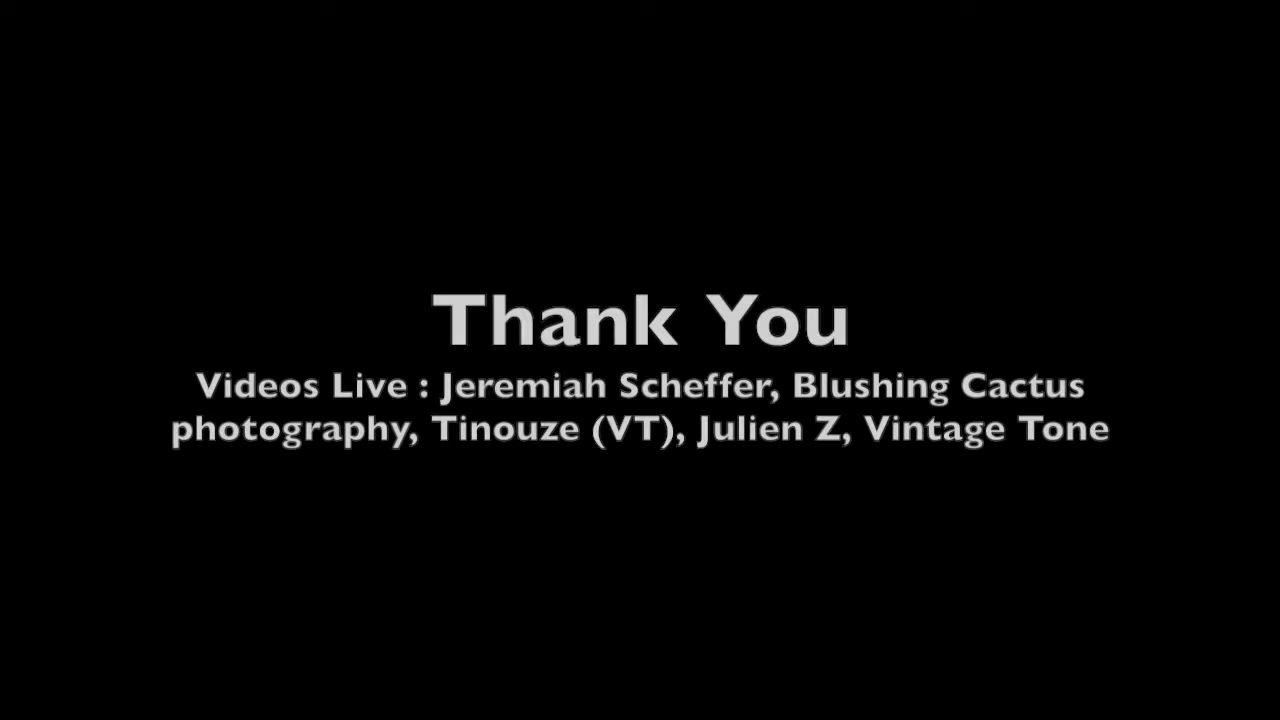 Thank You
Videos Live : Jeremiah Scheffer, Blushing Cactus
photography, Tinouze (VT), Julien Z, Vintage Tone